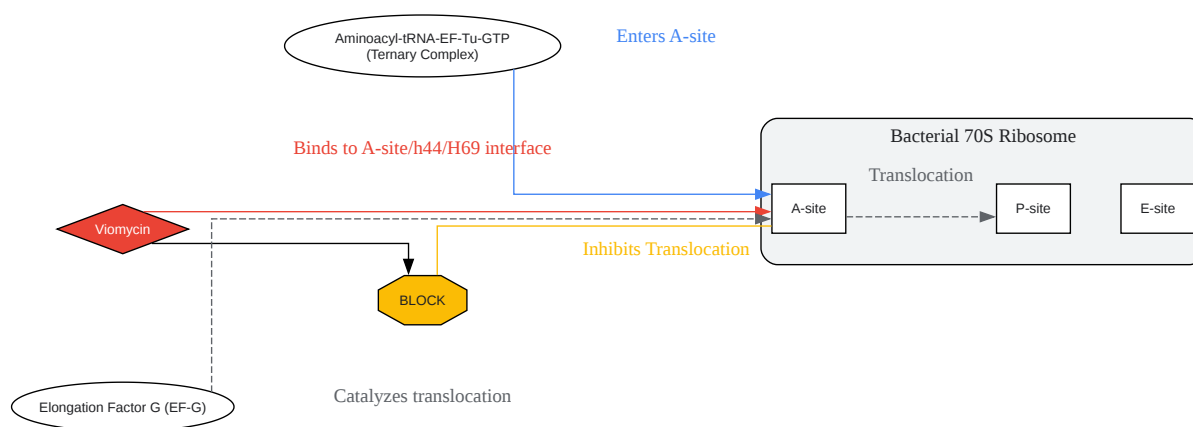 Aminoacyl-tRNA-EF-Tu-GTP
(Ternary Complex)
Enters A-site
Bacterial 70S Ribosome
Binds to A-site/h44/H69 interface
Translocation
A-site
P-site
E-site
Viomycin
Inhibits Translocation
BLOCK
Catalyzes translocation
Elongation Factor G (EF-G)